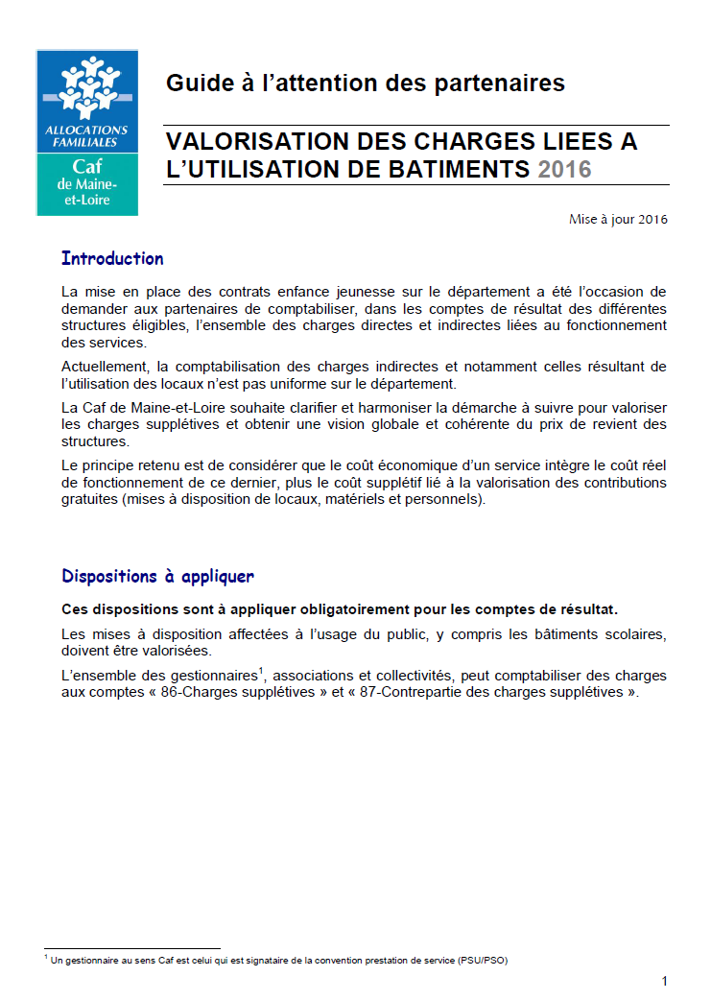 ALLOCATIONS
FAMILIALES
Caf
de Maine-
et-Loire
Guide à l’attention des partenaires
VALORISATION DES CHARGES LIEES A
L’UTILISATION DE BATIMENTS 2016
Mise à jour 2016
Introduction
La mise en place des contrats enfance jeunesse sur le département a été l’occasion de
demander aux partenaires de comptabiliser, dans les comptes de résultat des différentes
structures éligibles, l’ensemble des charges directes et indirectes liées au fonctionnement
des services.
Actuellement, la comptabilisation des charges indirectes et notamment celles résultant de
l’utilisation des locaux n’est pas uniforme sur le département.
La Caf de Maine-et-Loire souhaite clarifier et harmoniser la démarche à suivre pour valoriser
les charges supplétives et obtenir une vision globale et cohérente du prix de revient des
structures.
Le principe retenu est de considérer que le coût économique d’un service intègre le coût réel
de fonctionnement de ce dernier, plus le coût supplétif lié à la valorisation des contributions
gratuites (mises à disposition de locaux, matériels et personnels).
Dispositions à appliquer
Ces dispositions sont à appliquer obligatoirement pour les comptes de résultat.
Les mises à disposition affectées à l’usage du public, y compris les bâtiments scolaires,
doivent être valorisées.
L’ensemble des gestionnaires1, associations et collectivités, peut comptabiliser des charges
aux comptes « 86-Charges supplétives » et « 87-Contrepartie des charges supplétives ».
1 Un gestionnaire au sens Caf est celui qui est signataire de la convention prestation de service (PSU/PSO)
1